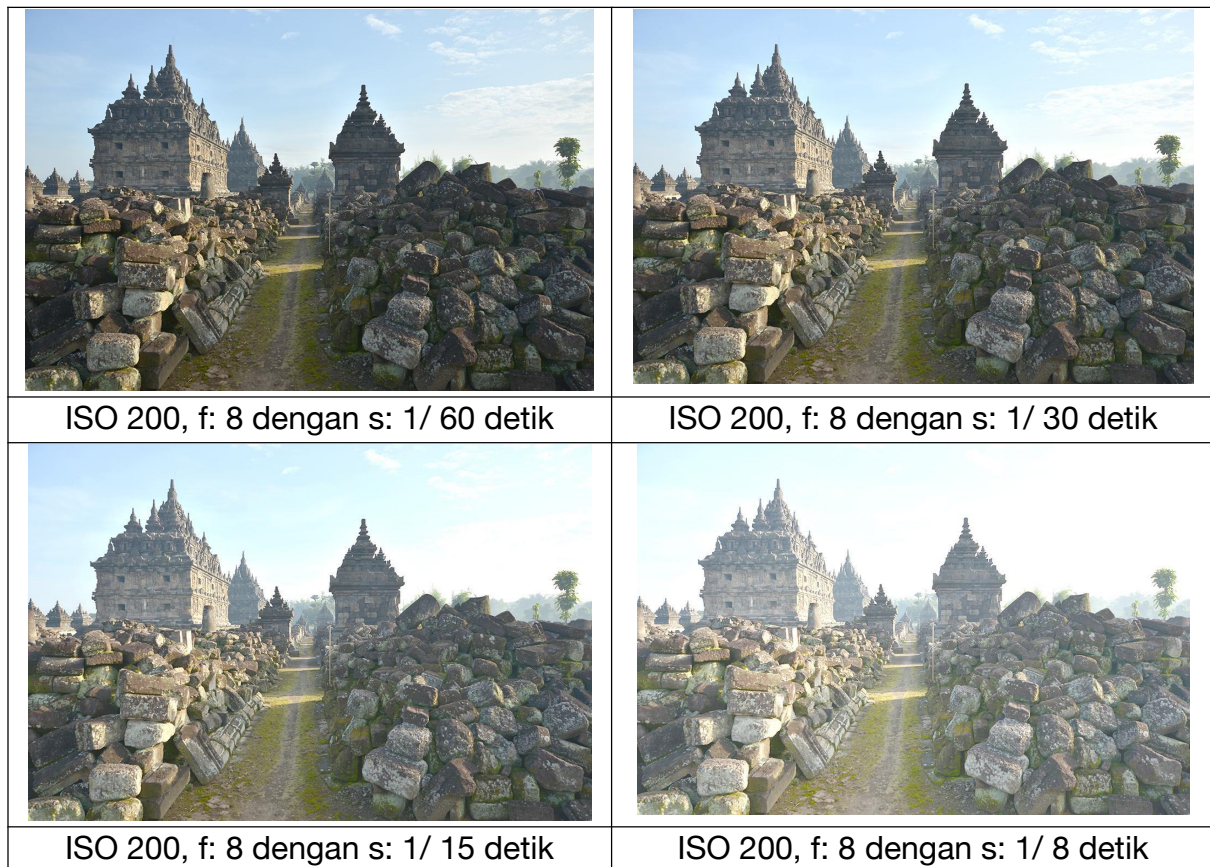 ISO 200, f: 8 dengan s: 1/ 60 detik
ISO 200, f: 8 dengan s: 1/ 30 detik
ISO 200, f: 8 dengan s: 1/ 15 detik
ISO 200, f: 8 dengan s: 1/ 8 detik